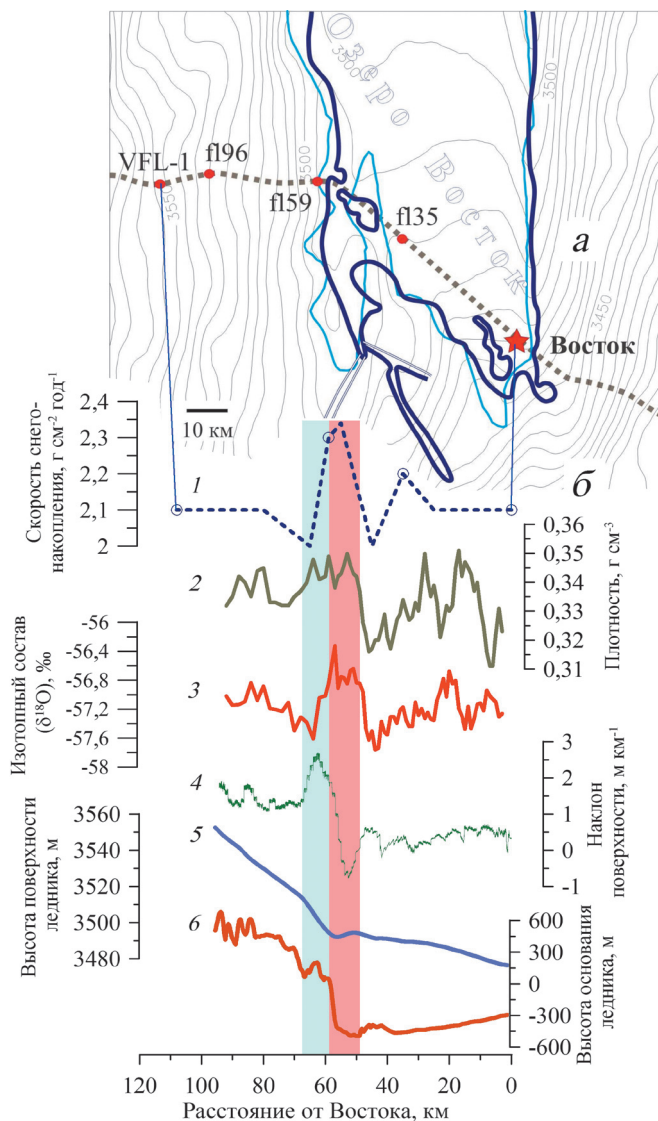 Озеро Восток
3500
3500
3500
3550
3450
VFL-1
fl96
fl59
fl35
а
Восток
10 км
б
Скорость снего-
накопления, г см⁻² год⁻¹
2,4
2,3
2,2
2,1
2
1
Плотность, г см⁻³
0,36
0,35
0,34
0,33
0,32
0,31
2
Изотопный состав
(δ¹⁸O), ‰
-56
-56,4
-56,8
-57,2
-57,6
-58
3
Наклон
поверхности, м км⁻¹
3
2
1
0
-1
4
Высота поверхности
ледника, м
3560
3540
3520
3500
3480
5
Высота основания
ледника, м
600
300
0
-300
-600
6
120 100 80 60 40 20 0
Расстояние от Востока, км